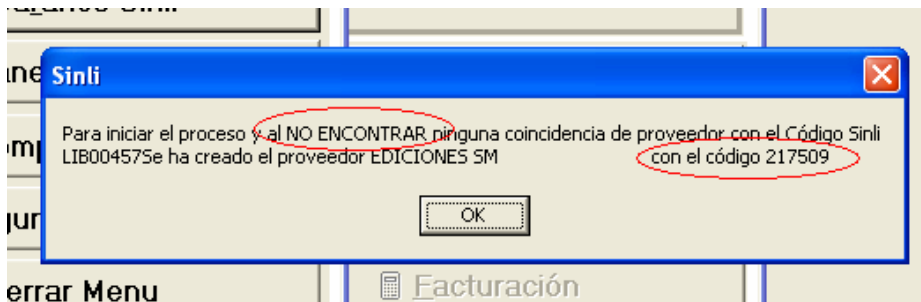 Sinli
Para iniciar el proceso y al NO ENCONTRAR ninguna coincidencia de proveedor con el Código Sinli
LIB00457Se ha creado el proveedor EDICIONES SM con el código 217509
OK
errar Menu
Facturación